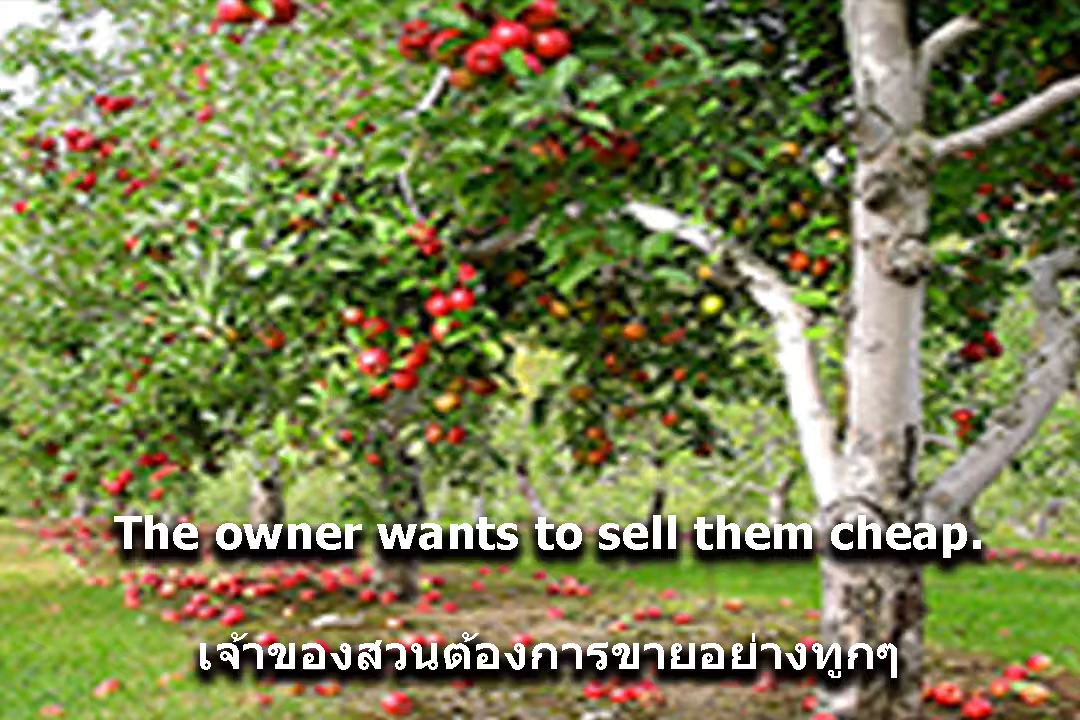 The owner wants to sell them cheap.
เจ้าของสวนต้องการขายอย่างทูกๆ